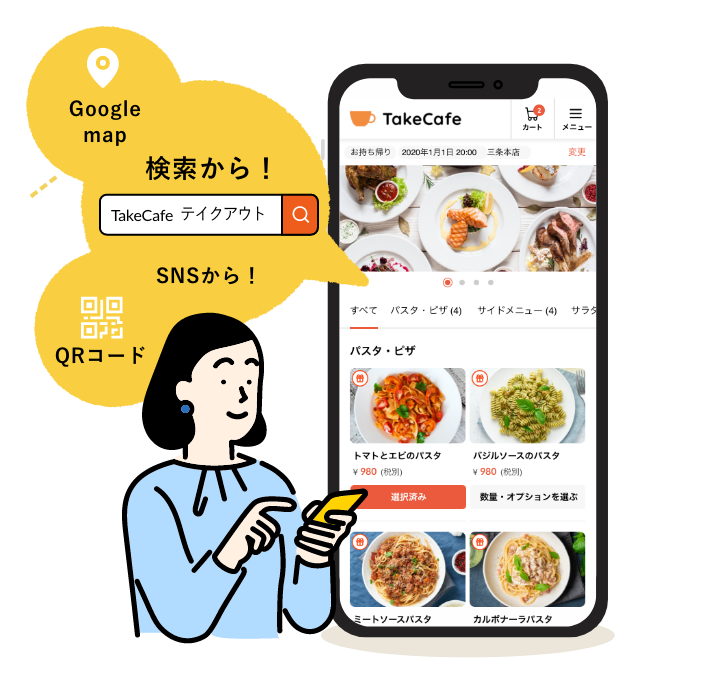 Google
map
検索から！
TakeCafe テイクアウト
SNSから！
QRコード
TakeCafe
2
カート
メニュー
お持ち帰り 2020年1月1日 20:00 三条本店 変更
すべて パスタ・ピザ (4) サイドメニュー (4) サラダ
パスタ・ピザ
トマトとエビのパスタ
バジルソースのパスタ
¥ 980 (税別)
¥ 980 (税別)
選択済み
数量・オプションを選ぶ
ミートソースパスタ
カルボナーラパスタ